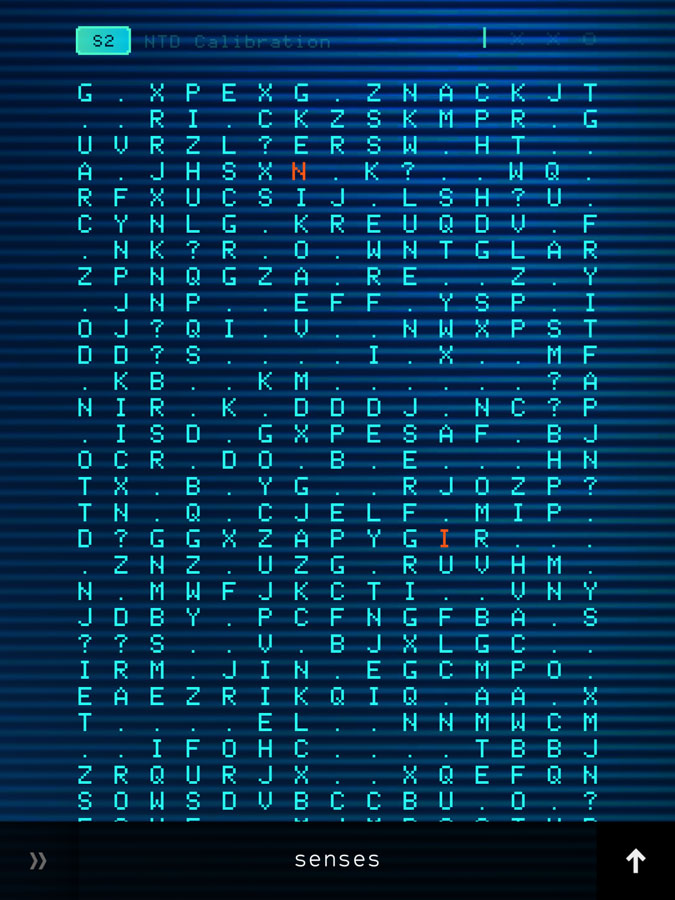 S2 NTD Calibration
G . X P E X G . Z N A C K J T
. . R I . C K Z S K M P R . G
U V R Z L ? E R S W . H T . .
A . J H S X N . K ? . . W Q .
R F X U C S I J . L S H ? U .
C Y N L G . K R E U Q D V . F
. N K ? R . O . W N T G L A R
Z P N Q G Z A . R E . . Z . Y
. J N P . . E F F . Y S P . I
O J ? Q I . V . . N W X P S T
D D ? S . . . . I . X . . M F
. K B . . K M . . . . . . ? A
N I R . K . D D D J . N C ? P
. I S D . G X P E S A F . B J
O C R . D O . B . E . . . H N
T X . B . Y G . . R J O Z P ?
T N . Q . C J E L F . M I P .
D ? G G X Z A P Y G I R . . .
. Z N Z . U Z G . R U V H M .
N . M W F J K C T I . . V N Y
J D B Y . P C F N G F B A . S
? ? S . . V . B J X L G C . .
I R M . J I N . E G C M P O .
E A E Z R I K Q I Q . A A . X
T . . . . E L . . N N M W C M
. . I F O H C . . . . T B B J
Z R Q U R J X . . X Q E F Q N
S O W S D V B C C B U . O . ?
senses